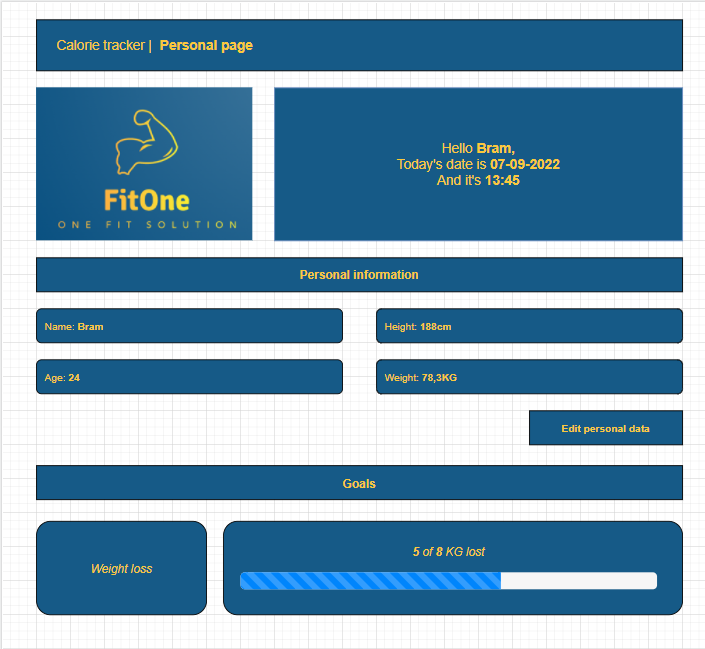 Calorie tracker | Personal page
FitOne
ONE FIT SOLUTION
Hello Bram,
Today's date is 07-09-2022
And it's 13:45
Personal information
Name: Bram
Height: 188cm
Age: 24
Weight: 78,3KG
Edit personal data
Goals
Weight loss
5 of 8 KG lost